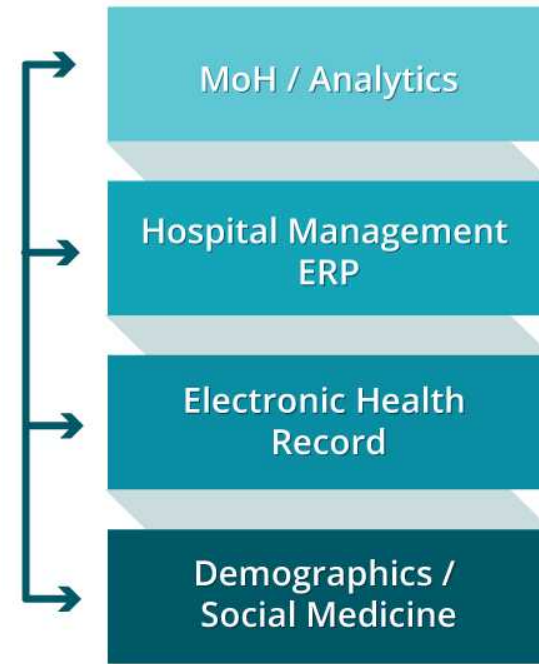 MoH / Analytics
Hospital Management
ERP
Electronic Health
Record
Demographics /
Social Medicine